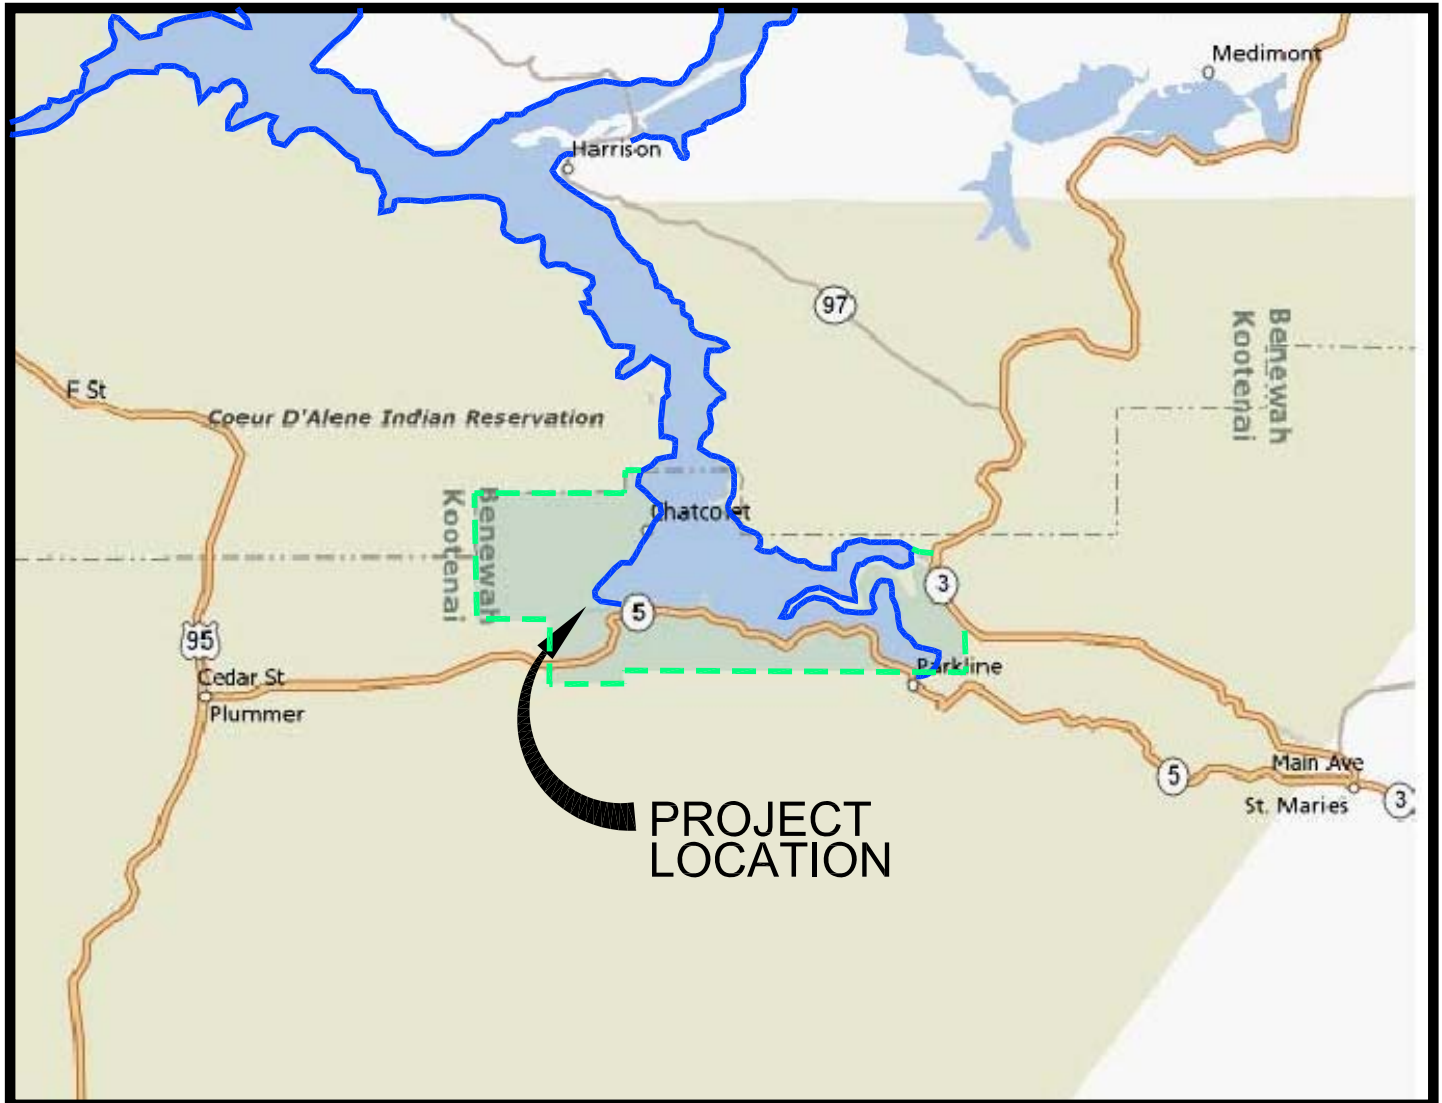 Medimont
Harrison
97
Benewah
Kootenai
F St
Coeur D'Alene Indian Reservation
Benewah
Kootenai
Chatcolet
3
5
95
Parkline
Cedar St
Plummer
Main Ave
5
St. Maries
3
PROJECT
LOCATION